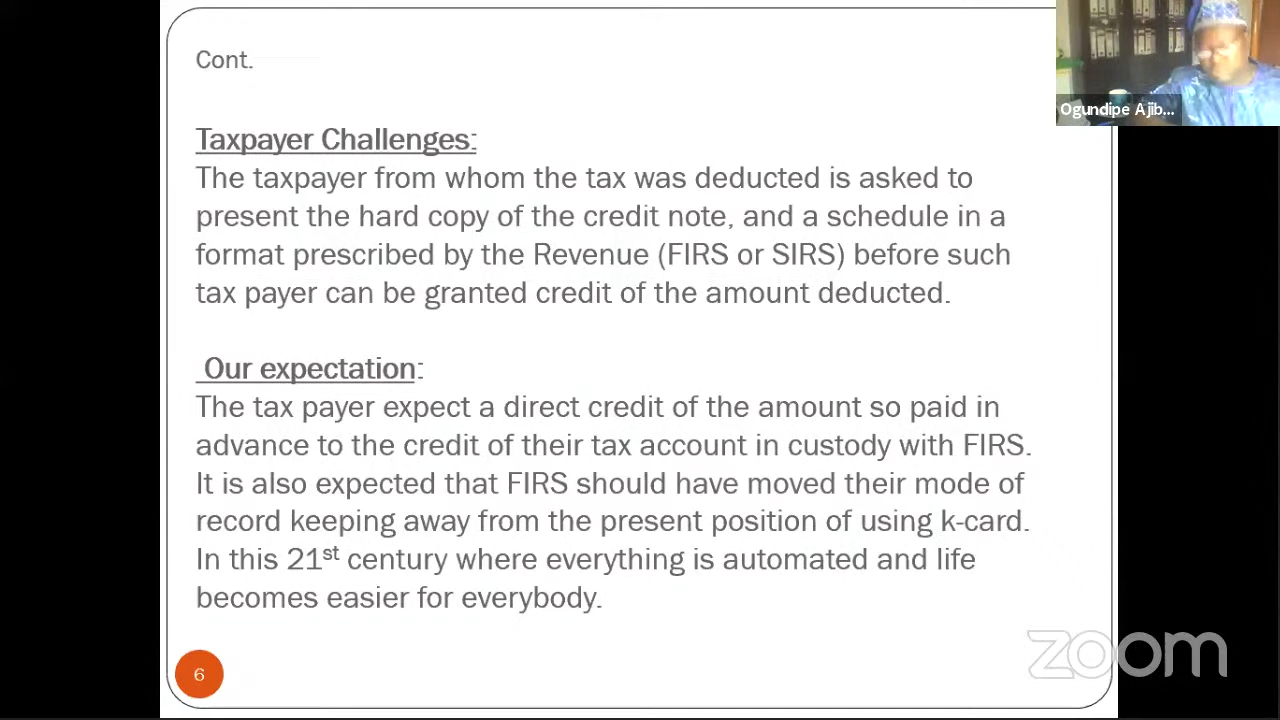 Cont.
Ogundipe Ajib...
Taxpayer Challenges:
The taxpayer from whom the tax was deducted is asked to
present the hard copy of the credit note, and a schedule in a
format prescribed by the Revenue (FIRS or SIRS) before such
tax payer can be granted credit of the amount deducted.
Our expectation:
The tax payer expect a direct credit of the amount so paid in
advance to the credit of their tax account in custody with FIRS.
It is also expected that FIRS should have moved their mode of
record keeping away from the present position of using k-card.
In this 21st century where everything is automated and life
becomes easier for everybody.
6
zoom